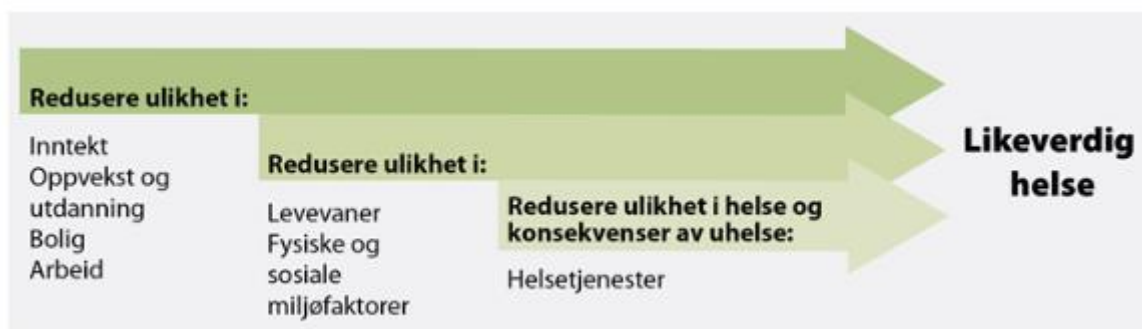 Redusere ulikhet i:
Inntekt
Oppvekst og
utdanning
Bolig
Arbeid
Redusere ulikhet i:
Levevaner
Fysiske og
sosiale
miljøfaktorer
Redusere ulikhet i helse og
konsekvenser av uhelse:
Helsetjenester
Likeverdig
helse